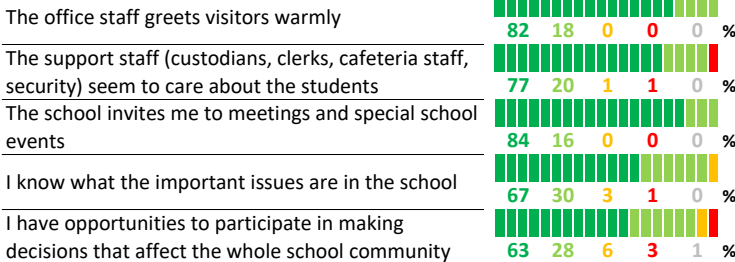 The office staff greets visitors warmly
82 18 0 0 0 %
The support staff (custodians, clerks, cafeteria staff,
security) seem to care about the students
77 20 1 1 0 %
The school invites me to meetings and special school
events
84 16 0 0 0 %
I know what the important issues are in the school
67 30 3 1 0 %
I have opportunities to participate in making
decisions that affect the whole school community
63 28 6 3 1 %